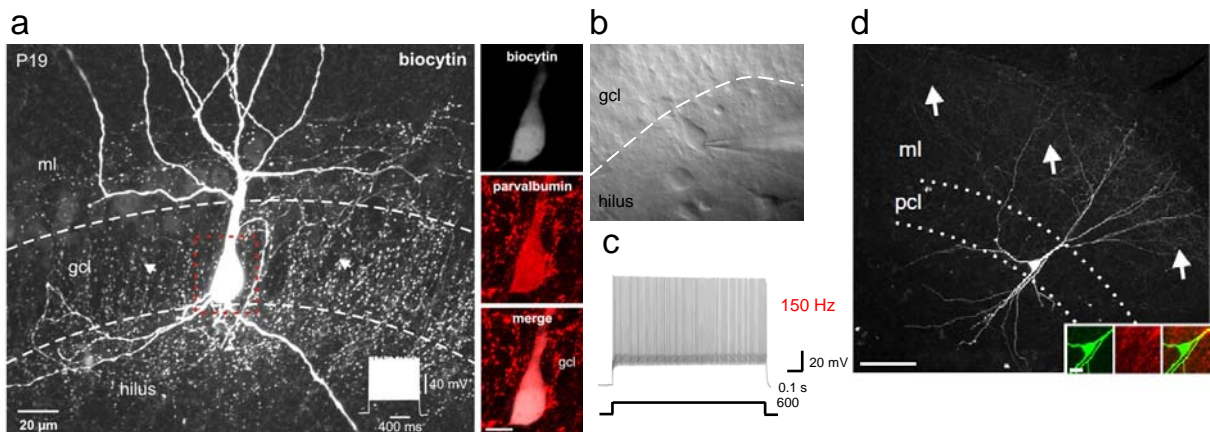 a
P19
biocytin
ml
gcl
hilus
20 µm
40 mV
400 ms
biocytin
parvalbumin
merge
gcl
b
gcl
hilus
c
150 Hz
20 mV
0.1 s
600
d
ml
pcl